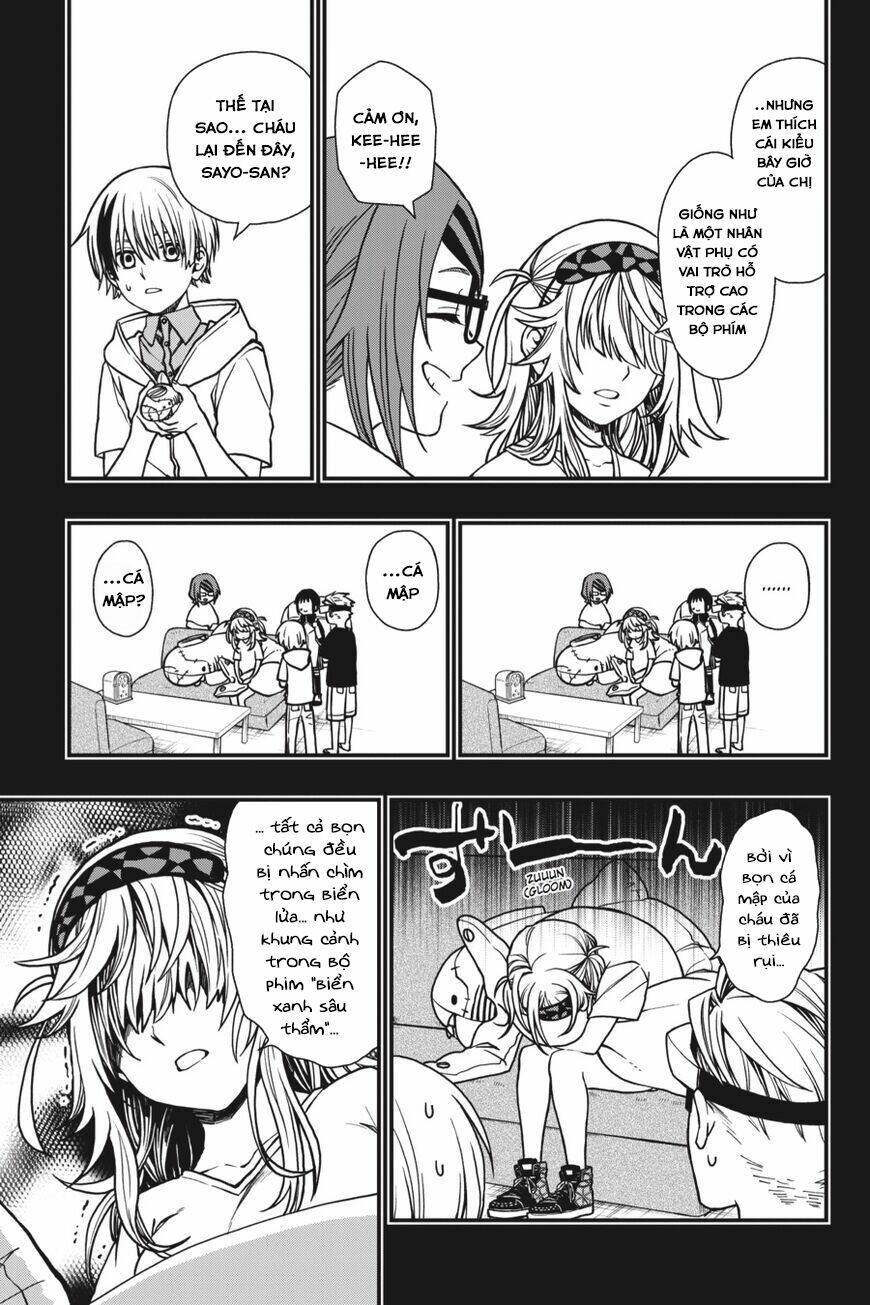 ..NHƯNG
EM THÍCH
CÁI KIỂU
BÂY GIỜ
CỦA CHỊ
GIỐNG NHƯ
LÀ MỘT NHÂN
VẬT PHỤ CÓ
VAI TRÒ HỖ
TRỢ CAO
TRONG CÁC
BỘ PHÍM
CẢM ƠN,
KEE-HEE
-HEE!!
THẾ TẠI
SAO... CHÁU
LẠI ĐẾN ĐÂY,
SAYO-SAN?
,,,,,,
...CÁ
MẬP
...CÁ
MẬP?
BỞI VÌ
BỌN CÁ
MẬP CỦA
CHÁU ĐÃ
BỊ THIÊU
RỤI...
ずーん
ZUUUN
(GLOOM)
... TẤT CẢ BỌN
CHÚNG ĐỀU
BỊ NHẤN CHÌM
TRONG BIỂN
LỬA... NHƯ
KHUNG CẢNH
TRONG BỘ
PHIM "BIỂN
XANH SÂU
THẲM"...